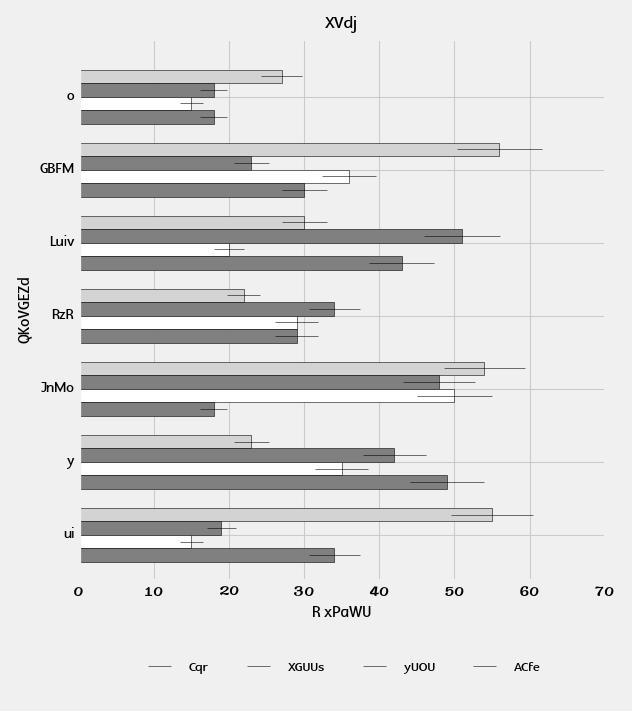 XVdj
o
GBFM
Luiv
RzR
JnMo
y
ui
QKoVGEZd
0 10 20 30 40 50 60 70
R xPaWU
Cqr XGUUs yUOU ACfe